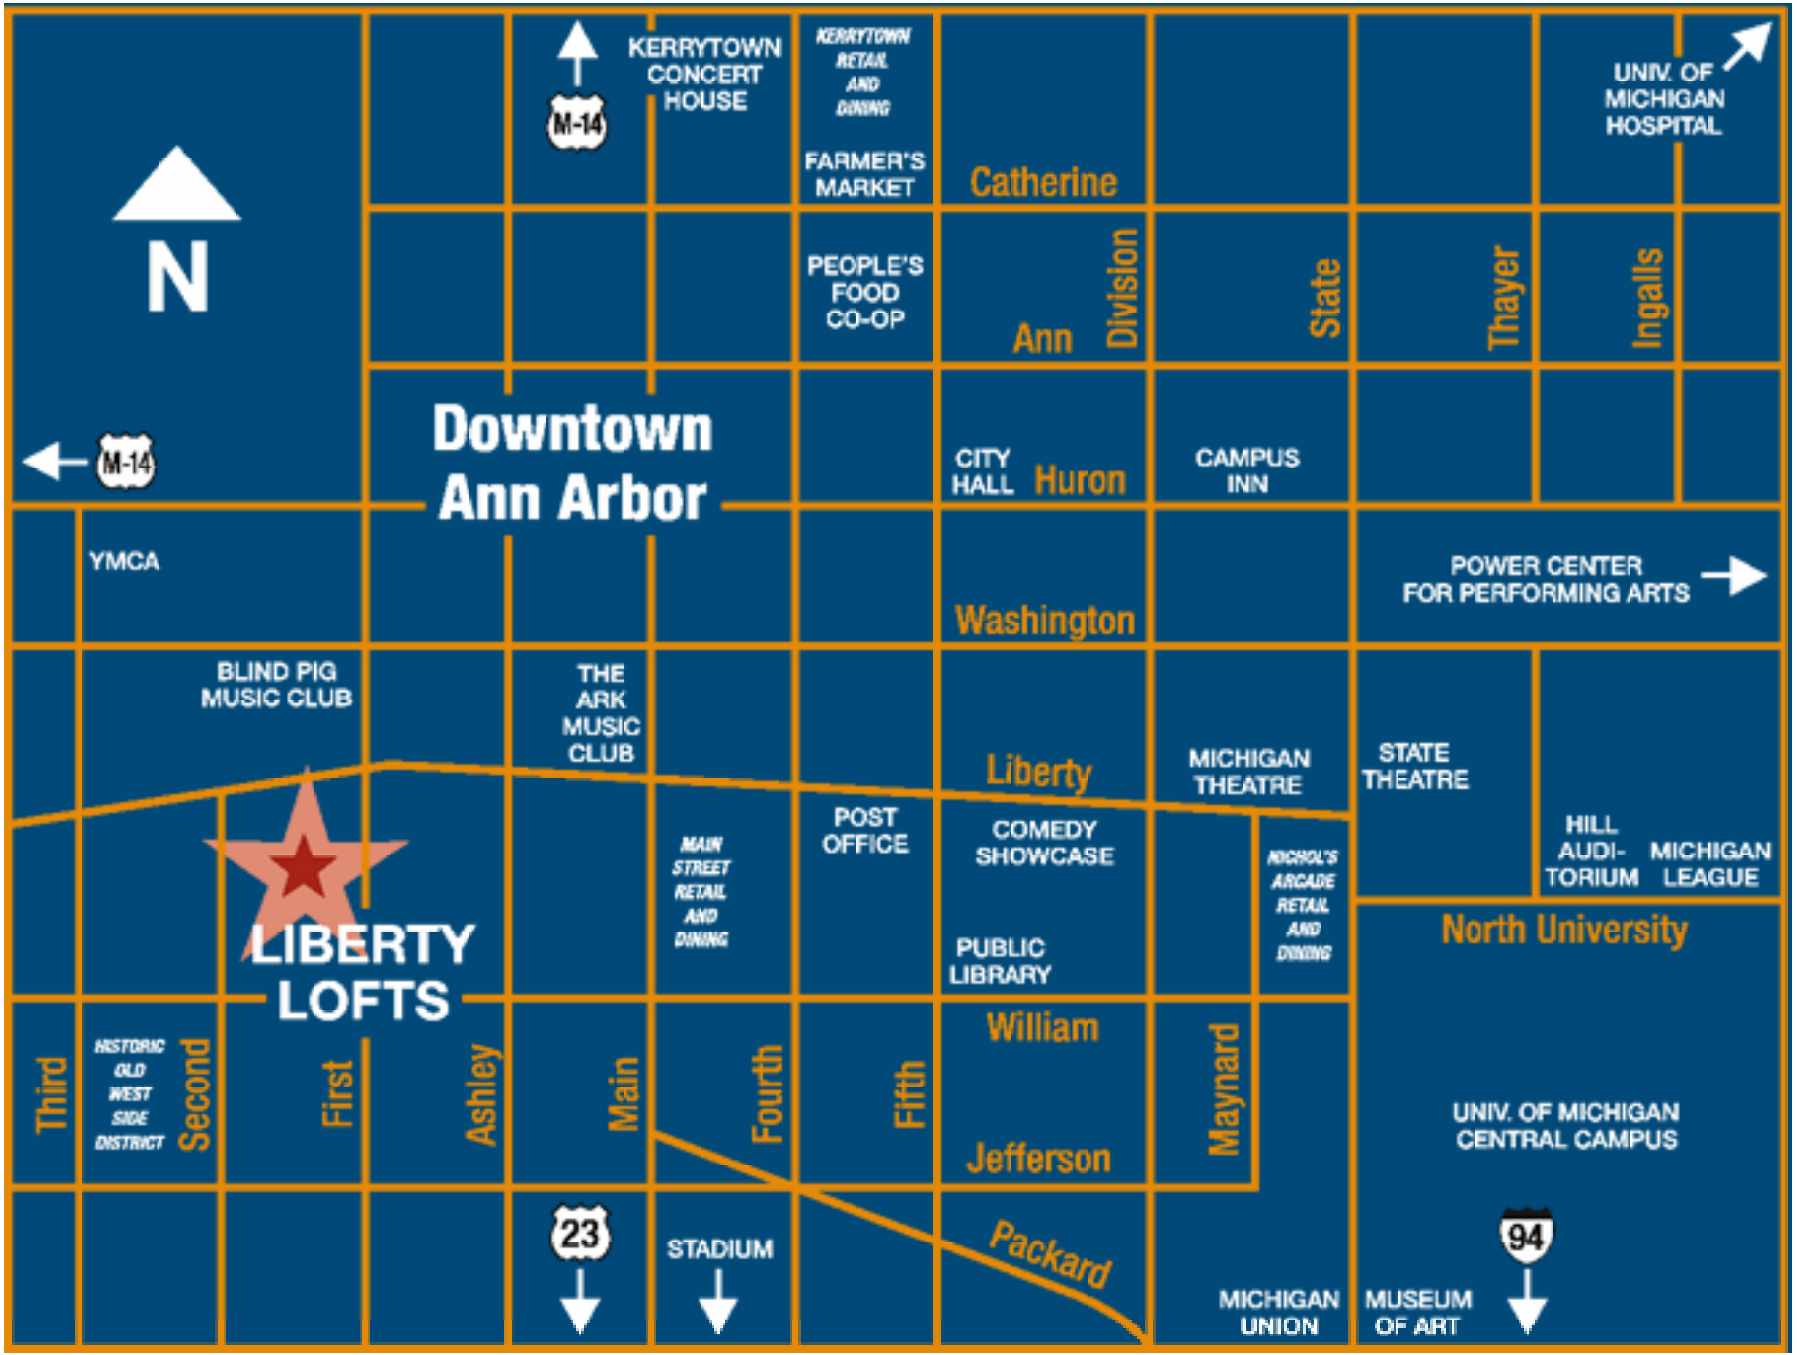 KERRYTOWN
CONCERT
HOUSE
KERRYTOWN
RETAIL
AND
DINING
UNIV. OF
MICHIGAN
HOSPITAL
M-14
FARMER'S
MARKET
Catherine
N
PEOPLE'S
FOOD
CO-OP
Ann
Division
State
Thayer
Ingalls
Downtown
Ann Arbor
M-14
CITY
HALL
Huron
CAMPUS
INN
YMCA
POWER CENTER
FOR PERFORMING ARTS
Washington
BLIND PIG
MUSIC CLUB
THE
ARK
MUSIC
CLUB
Liberty
MICHIGAN
THEATRE
STATE
THEATRE
POST
OFFICE
COMEDY
SHOWCASE
HILL
AUDI-
TORIUM
MICHIGAN
LEAGUE
MAIN
STREET
RETAIL
AND
DINING
NICHOL'S
ARCADE
RETAIL
AND
DINING
North University
LIBERTY
LOFTS
PUBLIC
LIBRARY
William
Third
HISTORIC
OLD
WEST
SIDE
DISTRICT
Second
First
Ashley
Main
Fourth
Fifth
Maynard
Jefferson
UNIV. OF MICHIGAN
CENTRAL CAMPUS
23
STADIUM
Packard
94
MICHIGAN
UNION
MUSEUM
OF ART